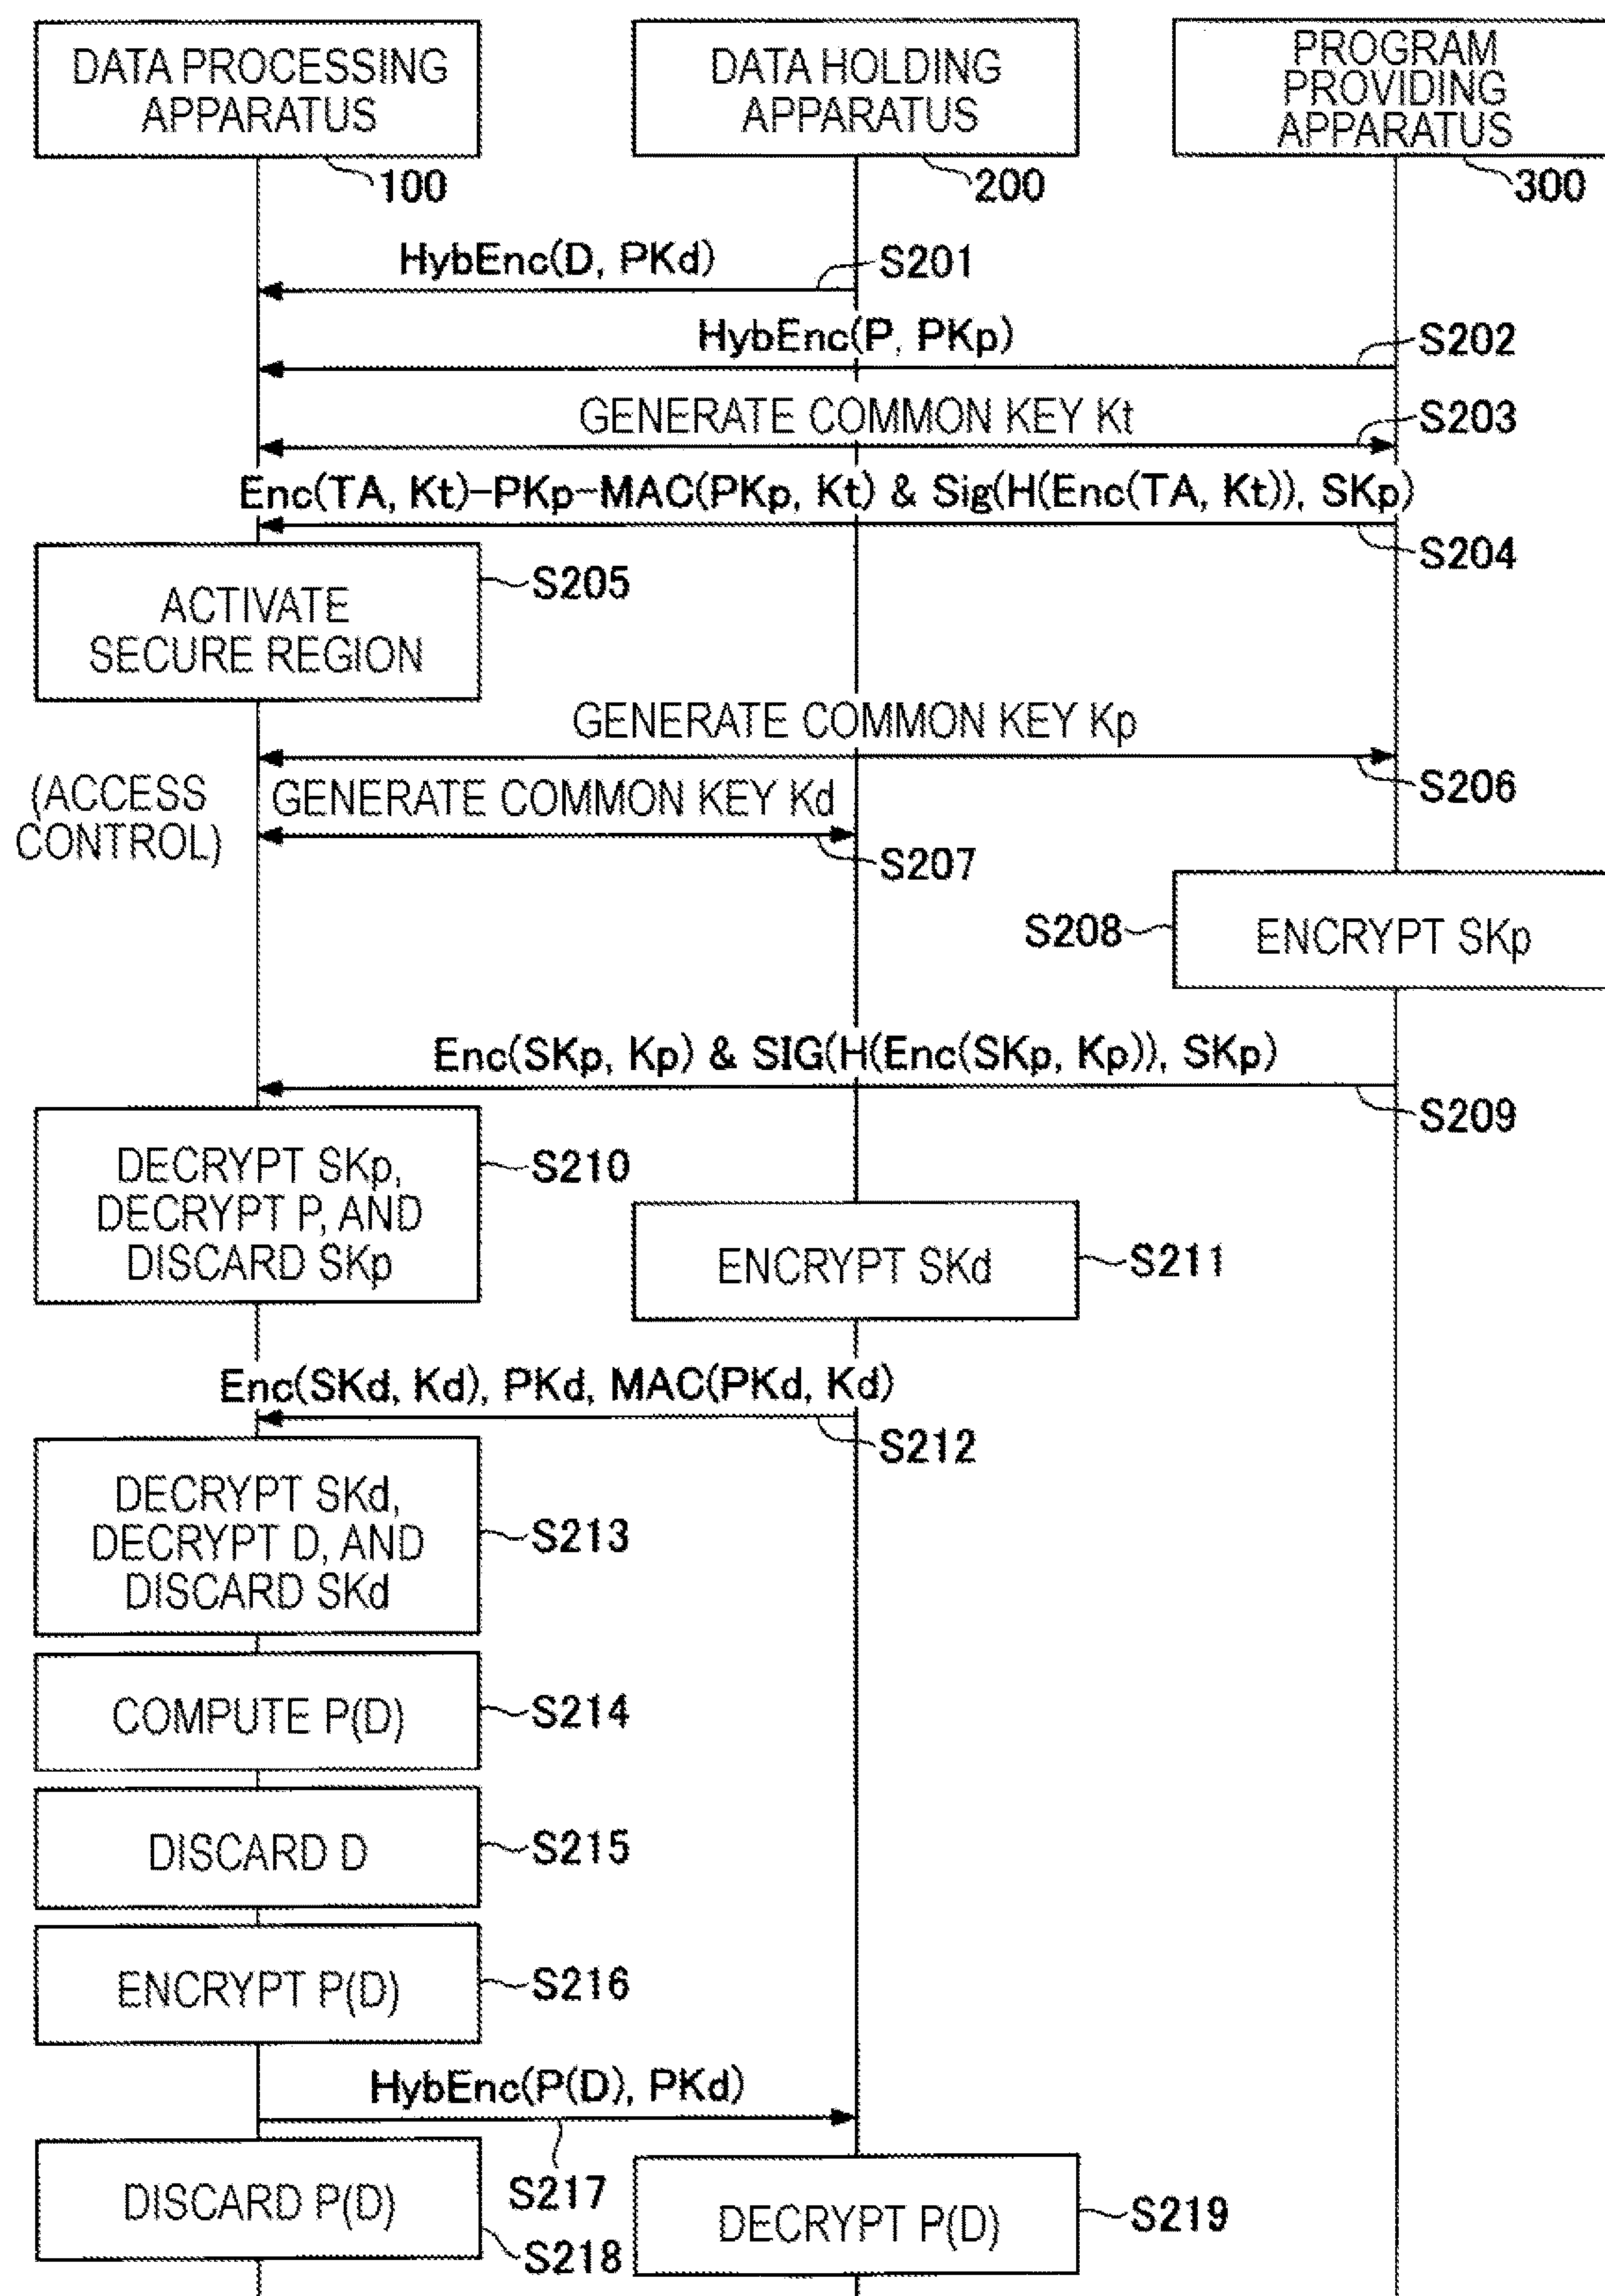 DATA PROCESSING
APPARATUS
100
DATA HOLDING
APPARATUS
200
PROGRAM
PROVIDING
APPARATUS
300
HybEnc(D, PKd)
S201
HybEnc(P, PKp)
S202
GENERATE COMMON KEY Kt
S203
Enc(TA, Kt)-PKp-MAC(PKp, Kt) & Sig(H(Enc(TA, Kt)), SKp)
S204
ACTIVATE
SECURE REGION
S205
GENERATE COMMON KEY Kp
S206
(ACCESS
CONTROL)
GENERATE COMMON KEY Kd
S207
S208
ENCRYPT SKp
Enc(SKp, Kp) & SIG(H(Enc(SKp, Kp)), SKp)
S209
DECRYPT SKp,
DECRYPT P, AND
DISCARD SKp
S210
ENCRYPT SKd
S211
Enc(SKd, Kd), PKd, MAC(PKd, Kd)
S212
DECRYPT SKd,
DECRYPT D, AND
DISCARD SKd
S213
COMPUTE P(D)
S214
DISCARD D
S215
ENCRYPT P(D)
S216
HybEnc(P(D), PKd)
S217
DISCARD P(D)
S218
DECRYPT P(D)
S219